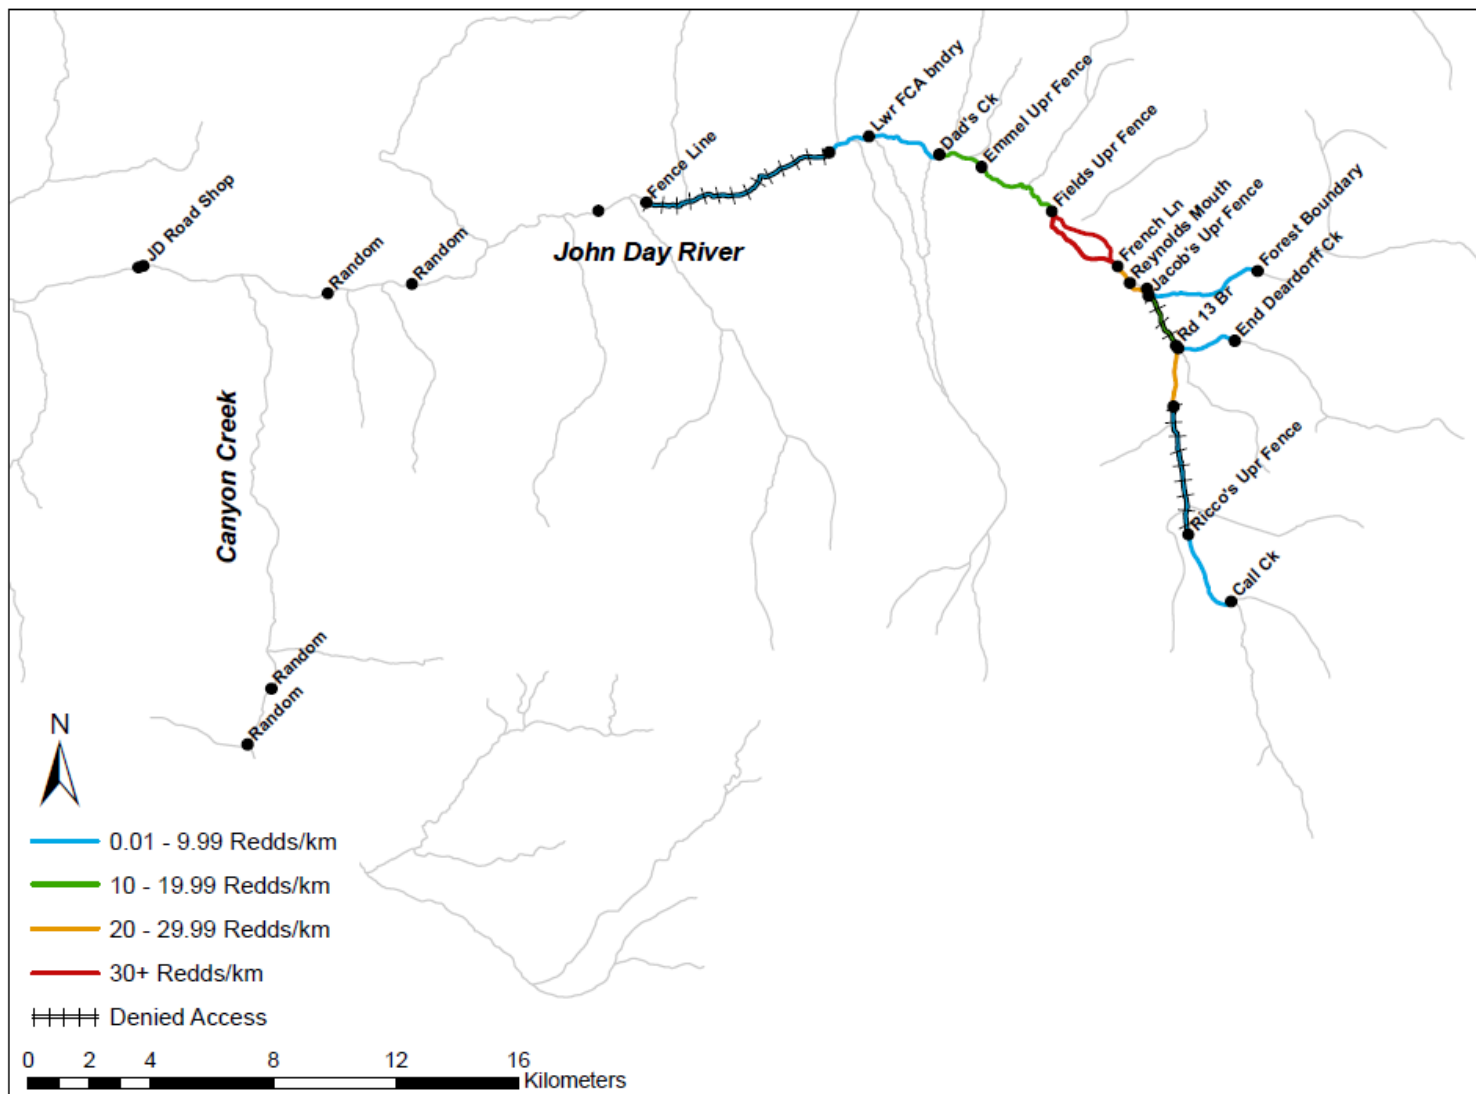 Lwr FCA bndry
Dad's Ck
Emmel Upr Fence
Fence Line
Fields Upr Fence
JD Road Shop
Random
Random
John Day River
French Ln
Reynolds Mouth
Jacob's Upr Fence
Forest Boundary
Rd 13 Br
End Deardorff Ck
Canyon Creek
Ricco's Upr Fence
Call Ck
Random
Random
N
0.01 - 9.99 Redds/km
10 - 19.99 Redds/km
20 - 29.99 Redds/km
30+ Redds/km
Denied Access
0 2 4 8 12 16
Kilometers